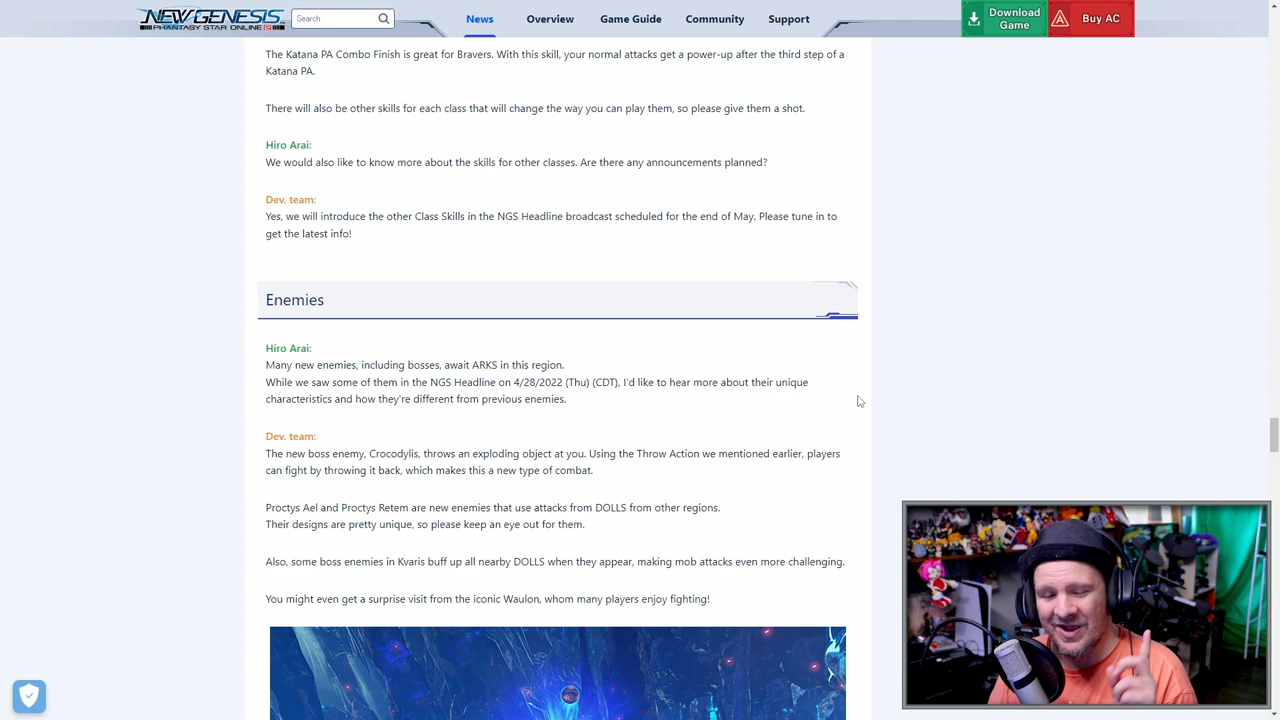 NEW GENESIS
PHANTASY STAR ONLINE 2
Search
News
Overview
Game Guide
Community
Support
Download
Game
Buy AC
The Katana PA Combo Finish is great for Bravers. With this skill, your normal attacks get a power-up after the third step of a
Katana PA.
There will also be other skills for each class that will change the way you can play them, so please give them a shot.
Hiro Arai:
We would also like to know more about the skills for other classes. Are there any announcements planned?
Dev. team:
Yes, we will introduce the other Class Skills in the NGS Headline broadcast scheduled for the end of May. Please tune in to
get the latest info!
Enemies
Hiro Arai:
Many new enemies, including bosses, await ARKS in this region.
While we saw some of them in the NGS Headline on 4/28/2022 (Thu) (CDT), I'd like to hear more about their unique
characteristics and how they're different from previous enemies.
Dev. team:
The new boss enemy, Crocodylis, throws an exploding object at you. Using the Throw Action we mentioned earlier, players
can fight by throwing it back, which makes this a new type of combat.
Proctys Ael and Proctys Retem are new enemies that use attacks from DOLLS from other regions.
Their designs are pretty unique, so please keep an eye out for them.
Also, some boss enemies in Kvaris buff up all nearby DOLLS when they appear, making mob attacks even more challenging.
You might even get a surprise visit from the iconic Waulon, whom many players enjoy fighting!